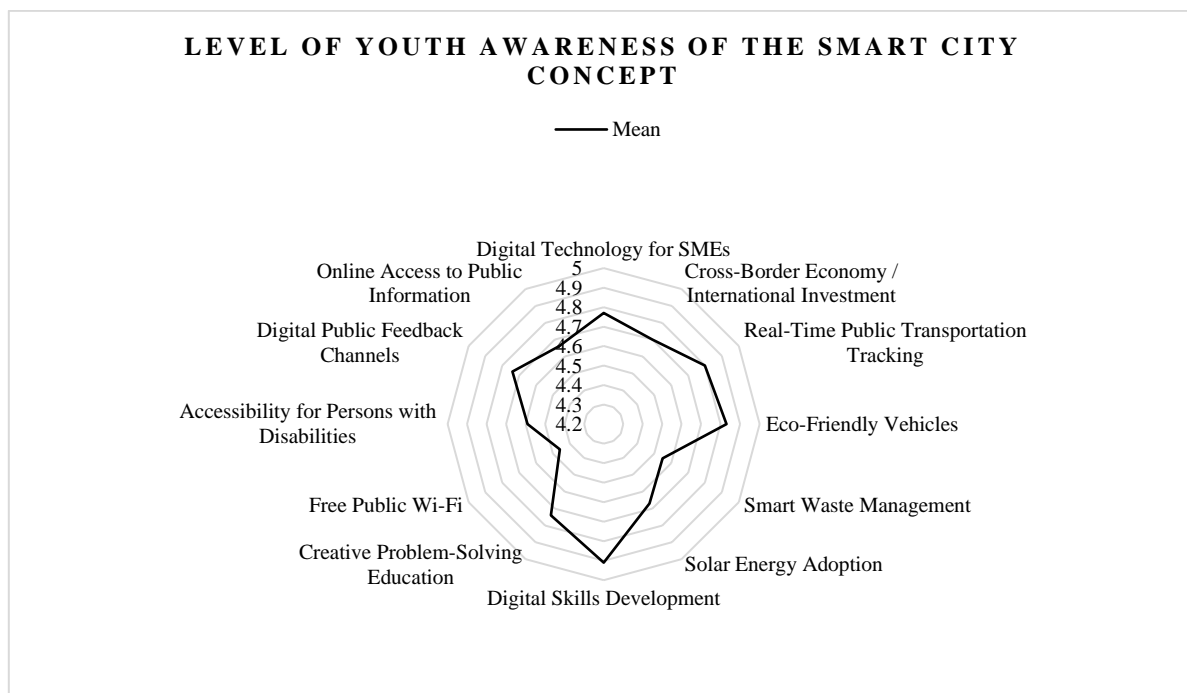 LEVEL OF YOUTH AWARENESS OF THE SMART CITY
CONCEPT
Mean
Digital Technology for SMEs
Cross-Border Economy /
International Investment
Real-Time Public Transportation
Tracking
Eco-Friendly Vehicles
Smart Waste Management
Solar Energy Adoption
Digital Skills Development
Creative Problem-Solving
Education
Free Public Wi-Fi
Accessibility for Persons with
Disabilities
Digital Public Feedback
Channels
Online Access to Public
Information
5
4.9
4.8
4.7
4.6
4.5
4.4
4.3
4.2